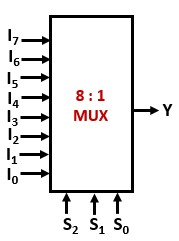 I₇
I₆
I₅
I₄
I₃
I₂
I₁
I₀
8 : 1
MUX
Y
S₂ S₁ S₀